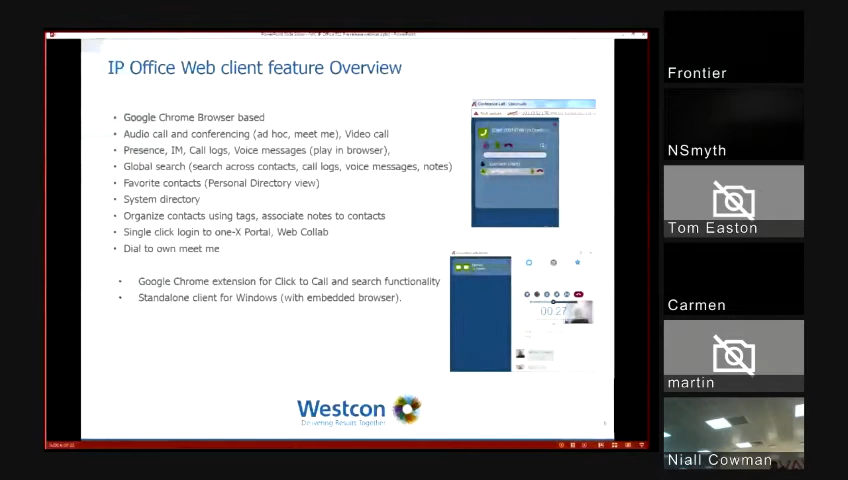 IP Office Web client feature Overview
Google Chrome Browser based
Audio call and conferencing (ad hoc, meet me), Video call
Presence, IM, Call logs, Voice messages (play in browser),
Global search (search across contacts, call logs, voice messages, notes)
Favorite contacts (Personal Directory view)
System directory
Organize contacts using tags, associate notes to contacts
Single click login to one-X Portal, Web Collab
Dial to own meet me
Google Chrome extension for Click to Call and search functionality
Standalone client for Windows (with embedded browser).
00:27
Westcon
Delivering Results Together
Frontier
NSmyth
Tom Easton
Carmen
martin
Niall Cowman